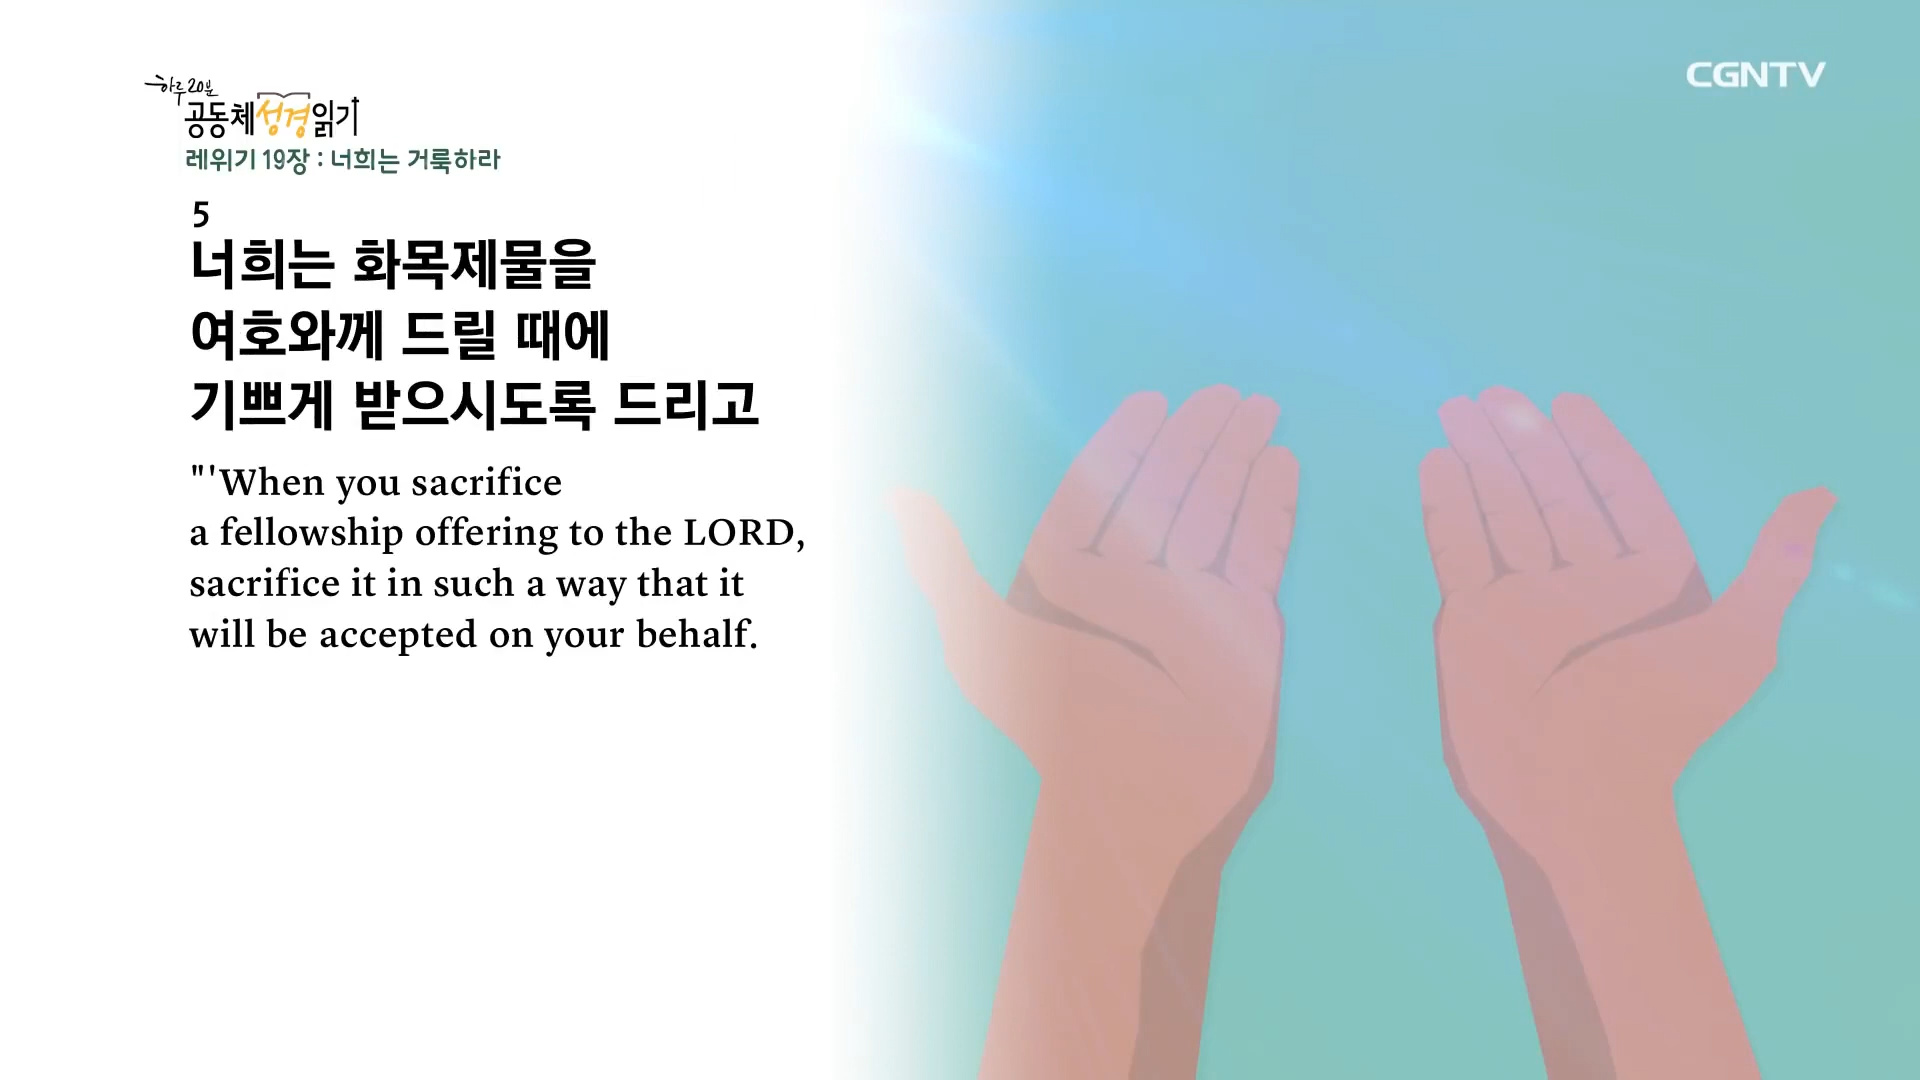 하루 20분
공동체성경읽기
레위기 19장 : 너희는 거룩하라
CGNTV
5
너희는 화목제물을
여호와께 드릴 때에
기쁘게 받으시도록 드리고
"'When you sacrifice
a fellowship offering to the LORD,
sacrifice it in such a way that it
will be accepted on your behalf.